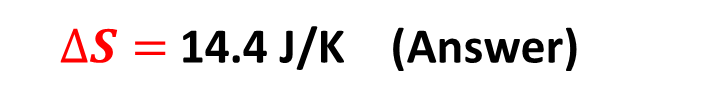 ΔS = 14.4 J/K (Answer)